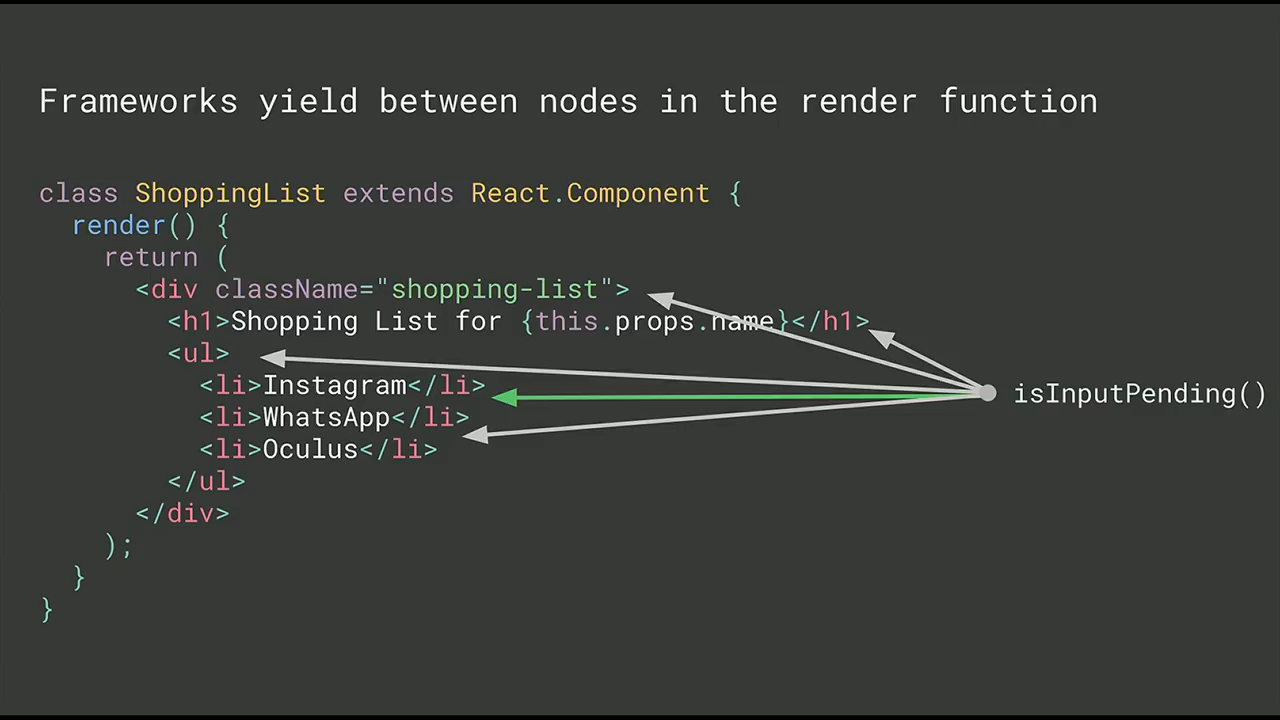 Frameworks yield between nodes in the render function
class ShoppingList extends React.Component {
render() {
return (
<div className="shopping-list">
<h1>Shopping List for {this.props.name}</h1>
<ul>
<li>Instagram</li>
isInputPending()
<li>WhatsApp</li>
<li>Oculus</li>
</ul>
</div>
);
}
}